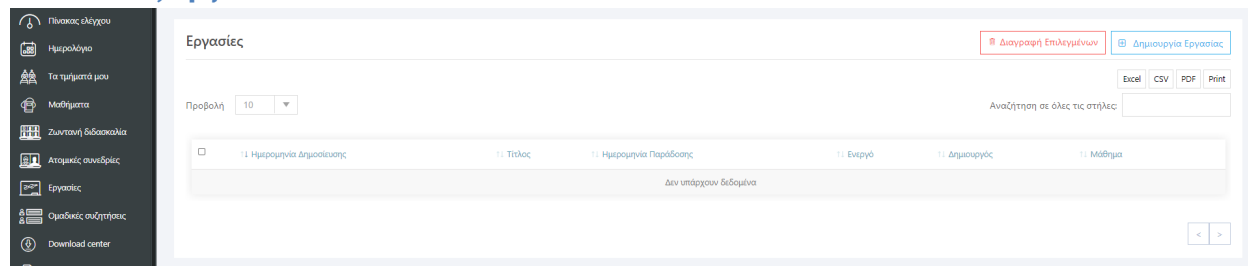 Πίνακας ελέγχου
Ημερολόγιο
Τα τμήματά μου
Μαθήματα
Ζωντανή διδασκαλία
Ατομικές συνεδρίες
Εργασίες
Ομαδικές συζητήσεις
Download center
Εργασίες
Διαγραφή Επιλεγμένων
Δημιουργία Εργασίας
Excel CSV PDF Print
Προβολή 10
Αναζήτηση σε όλες τις στήλες:
Ημερομηνία Δημοσίευσης Τίτλος Ημερομηνία Παράδοσης Ενεργό Δημιουργός Μάθημα
Δεν υπάρχουν δεδομένα
< >